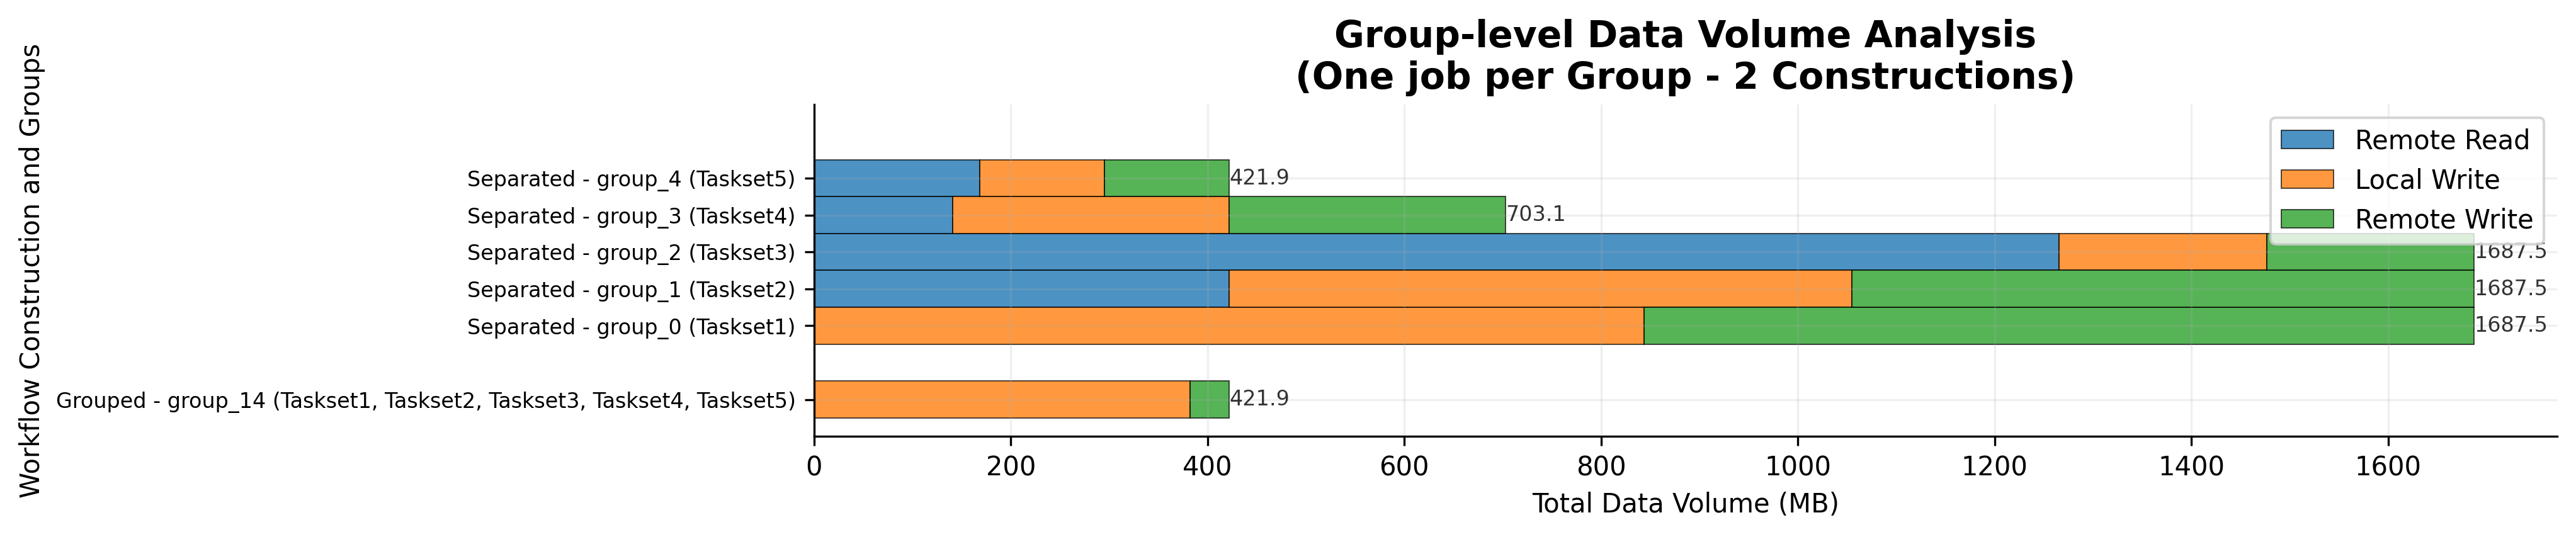 Group-level Data Volume Analysis
(One job per Group - 2 Constructions)
Workflow Construction and Groups
Remote Read
Local Write
Remote Write
Separated - group_4 (Taskset5)
421.9
Separated - group_3 (Taskset4)
703.1
Separated - group_2 (Taskset3)
1687.5
Separated - group_1 (Taskset2)
1687.5
Separated - group_0 (Taskset1)
1687.5
Grouped - group_14 (Taskset1, Taskset2, Taskset3, Taskset4, Taskset5)
421.9
0 200 400 600 800 1000 1200 1400 1600
Total Data Volume (MB)